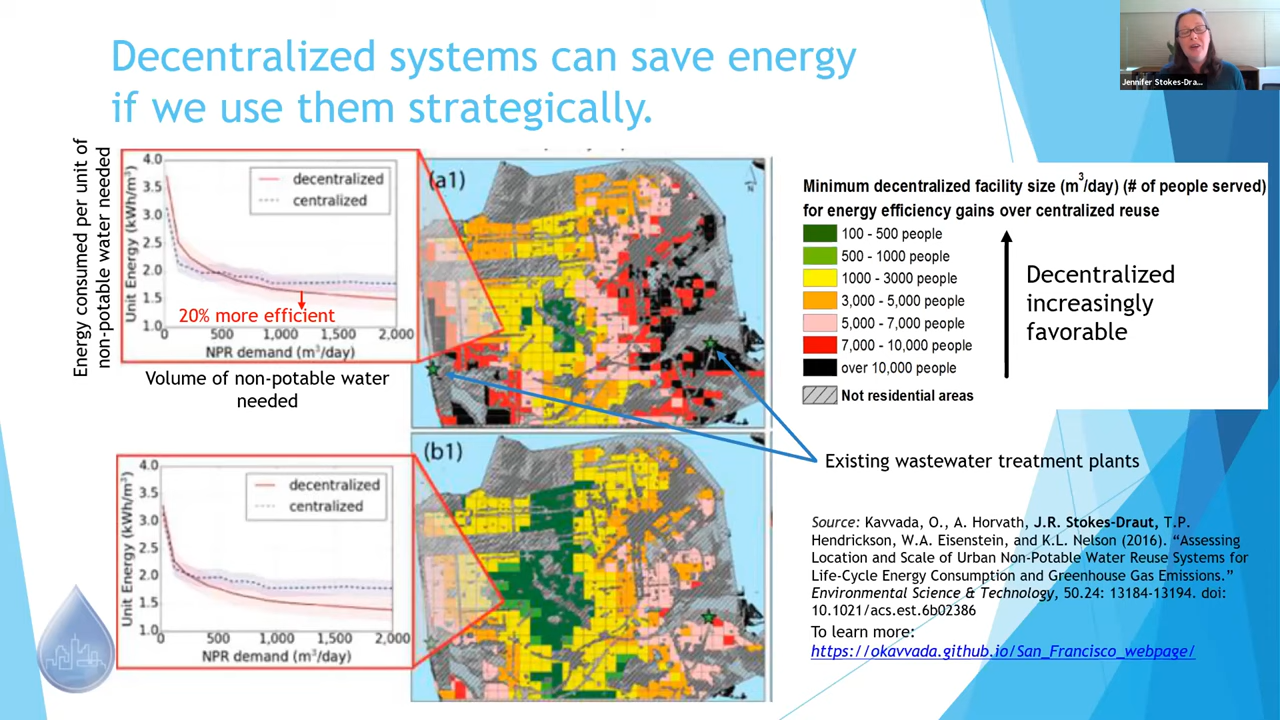 Decentralized systems can save energy
if we use them strategically.
Jennifer Stokes-Dra...
Energy consumed per unit of
non-potable water needed
Unit Energy (kWh/m³)
4.0
3.5
3.0
2.5
2.0
1.5
1.0
decentralized
centralized
20% more efficient
0
500
1,000
1,500
2,000
NPR demand (m³/day)
Volume of non-potable water
needed
(a1)
N
Minimum decentralized facility size (m³/day) (# of people served)
for energy efficiency gains over centralized reuse
100 - 500 people
500 - 1000 people
1000 - 3000 people
3,000 - 5,000 people
5,000 - 7,000 people
7,000 - 10,000 people
over 10,000 people
Not residential areas
Decentralized
increasingly
favorable
Existing wastewater treatment plants
Unit Energy (kWh/m³)
4.0
3.5
3.0
2.5
2.0
1.5
1.0
decentralized
centralized
0
500
1,000
1,500
2,000
NPR demand (m³/day)
(b1)
Source: Kavvada, O., A. Horvath, J.R. Stokes-Draut, T.P.
Hendrickson, W.A. Eisenstein, and K.L. Nelson (2016). “Assessing
Location and Scale of Urban Non-Potable Water Reuse Systems for
Life-Cycle Energy Consumption and Greenhouse Gas Emissions.”
Environmental Science & Technology, 50.24: 13184-13194. doi:
10.1021/acs.est.6b02386
To learn more:
https://okavvada.github.io/San_Francisco_webpage/